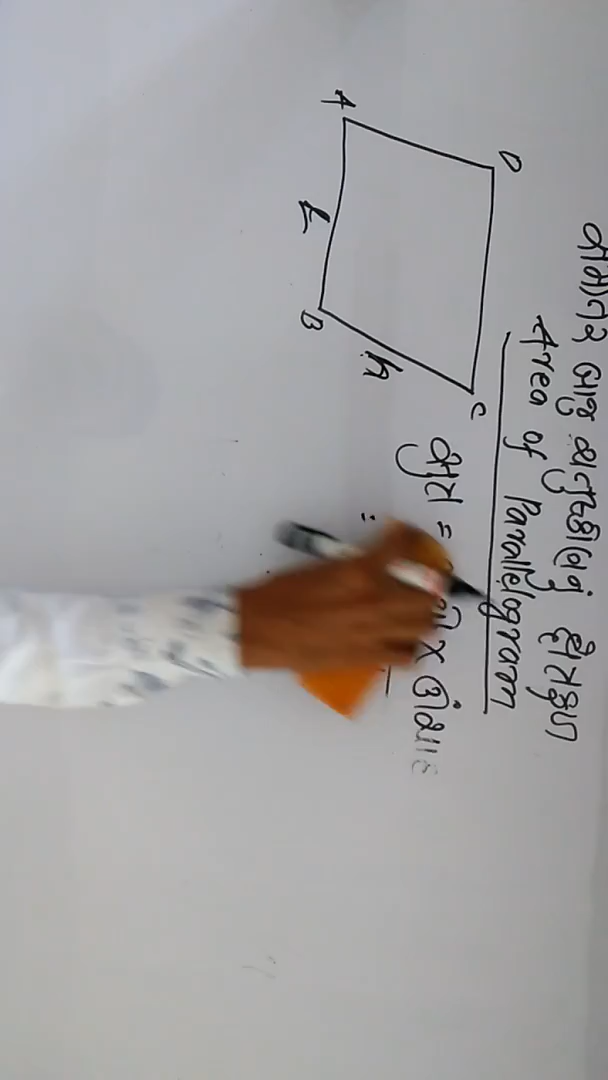 સમાંતર બાજુ ચતુષ્કોણનું ક્ષેત્રફળ
Area of Parallelogram
D
C
A
B
h
સૂત્ર = × ઊંચાઈ